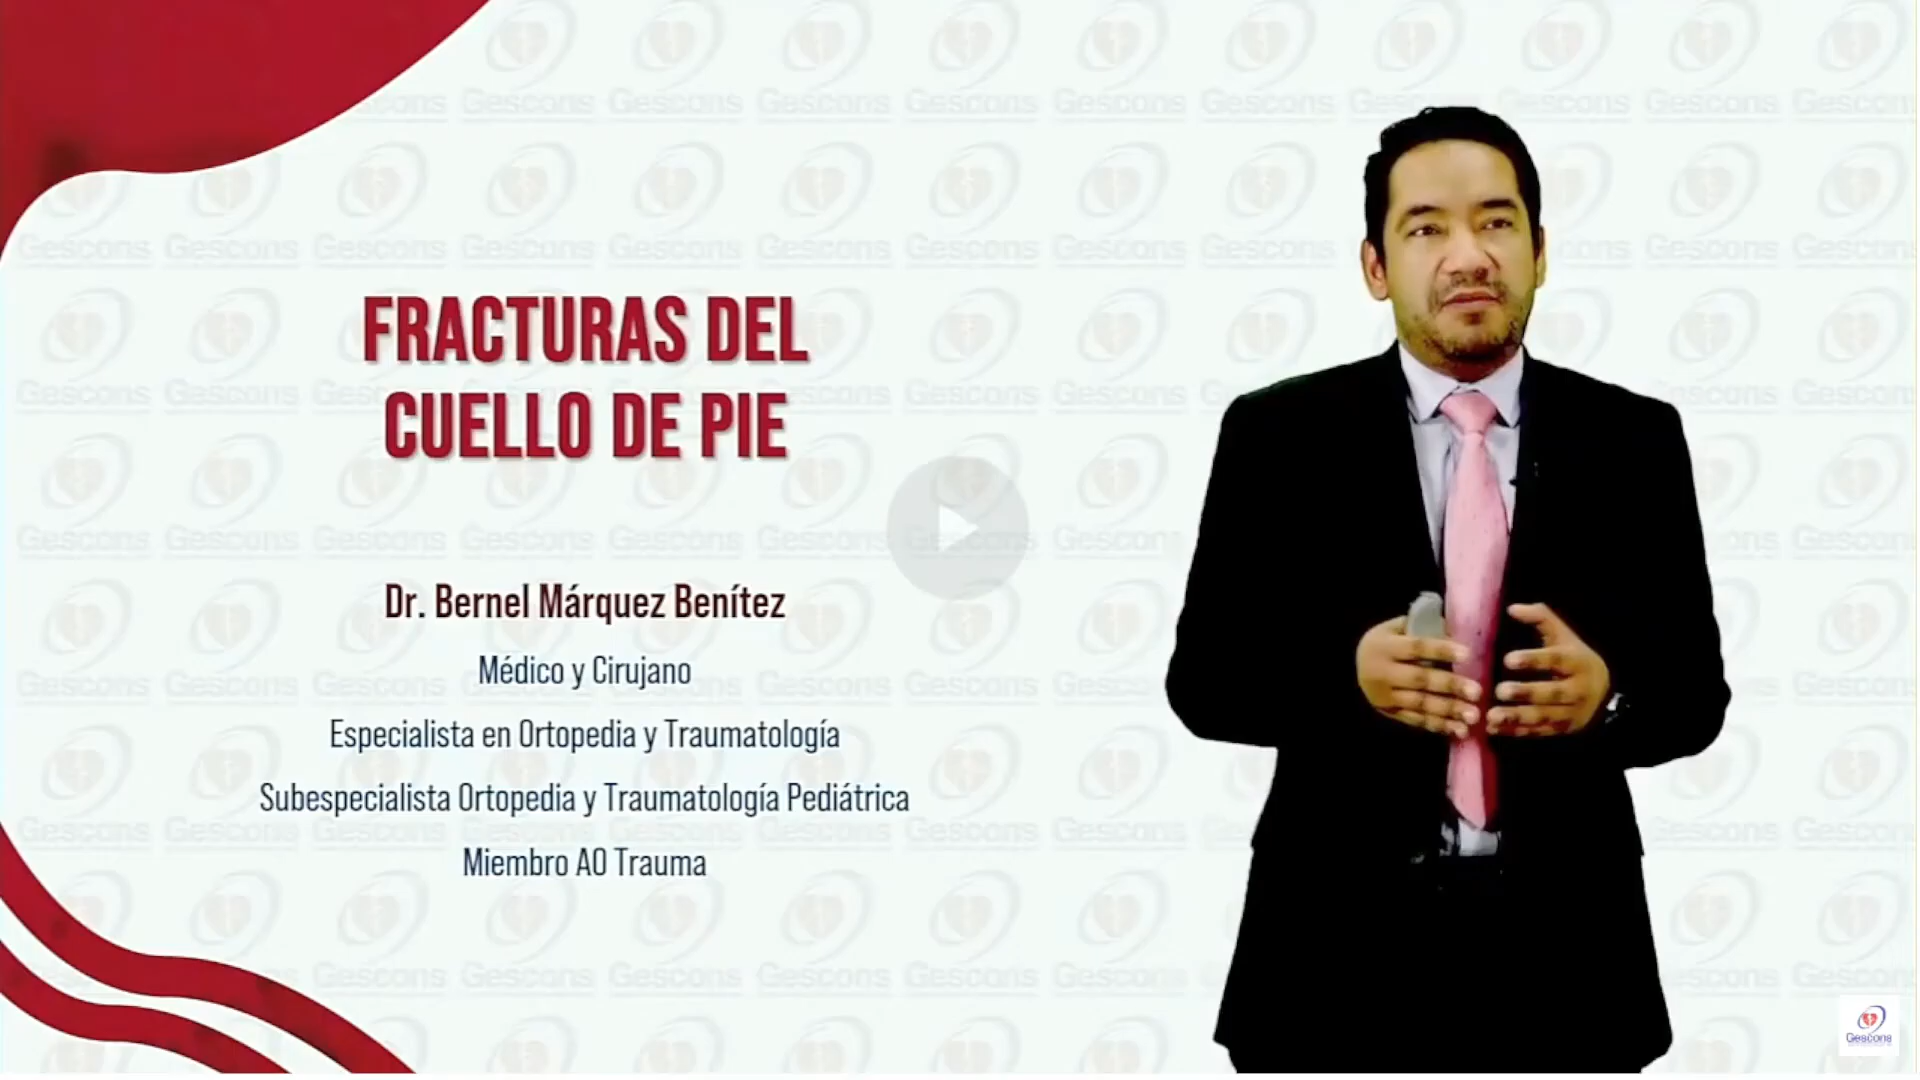 FRACTURAS DEL
CUELLO DE PIE
Dr. Bernel Márquez Benítez
Médico y Cirujano
Especialista en Ortopedia y Traumatología
Subespecialista Ortopedia y Traumatología Pediátrica
Miembro AO Trauma
Gescons